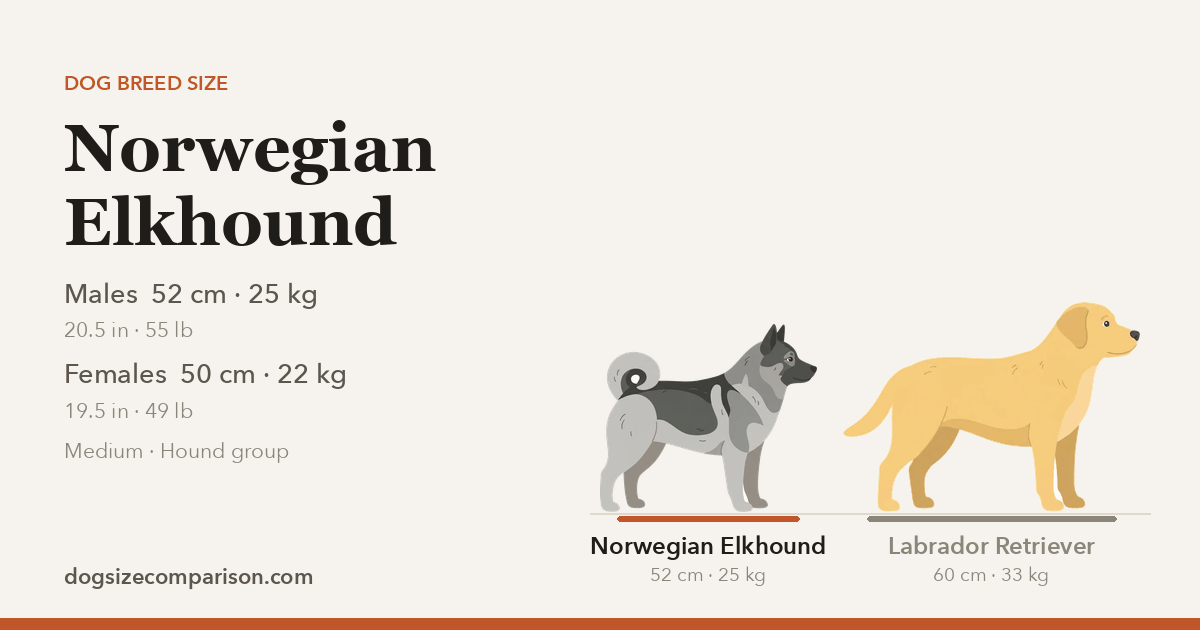 DOG BREED SIZE
Norwegian
Elkhound
Males 52 cm · 25 kg
20.5 in · 55 lb
Females 50 cm · 22 kg
19.5 in · 49 lb
Medium · Hound group
dogsizecomparison.com
Norwegian Elkhound
52 cm · 25 kg
Labrador Retriever
60 cm · 33 kg